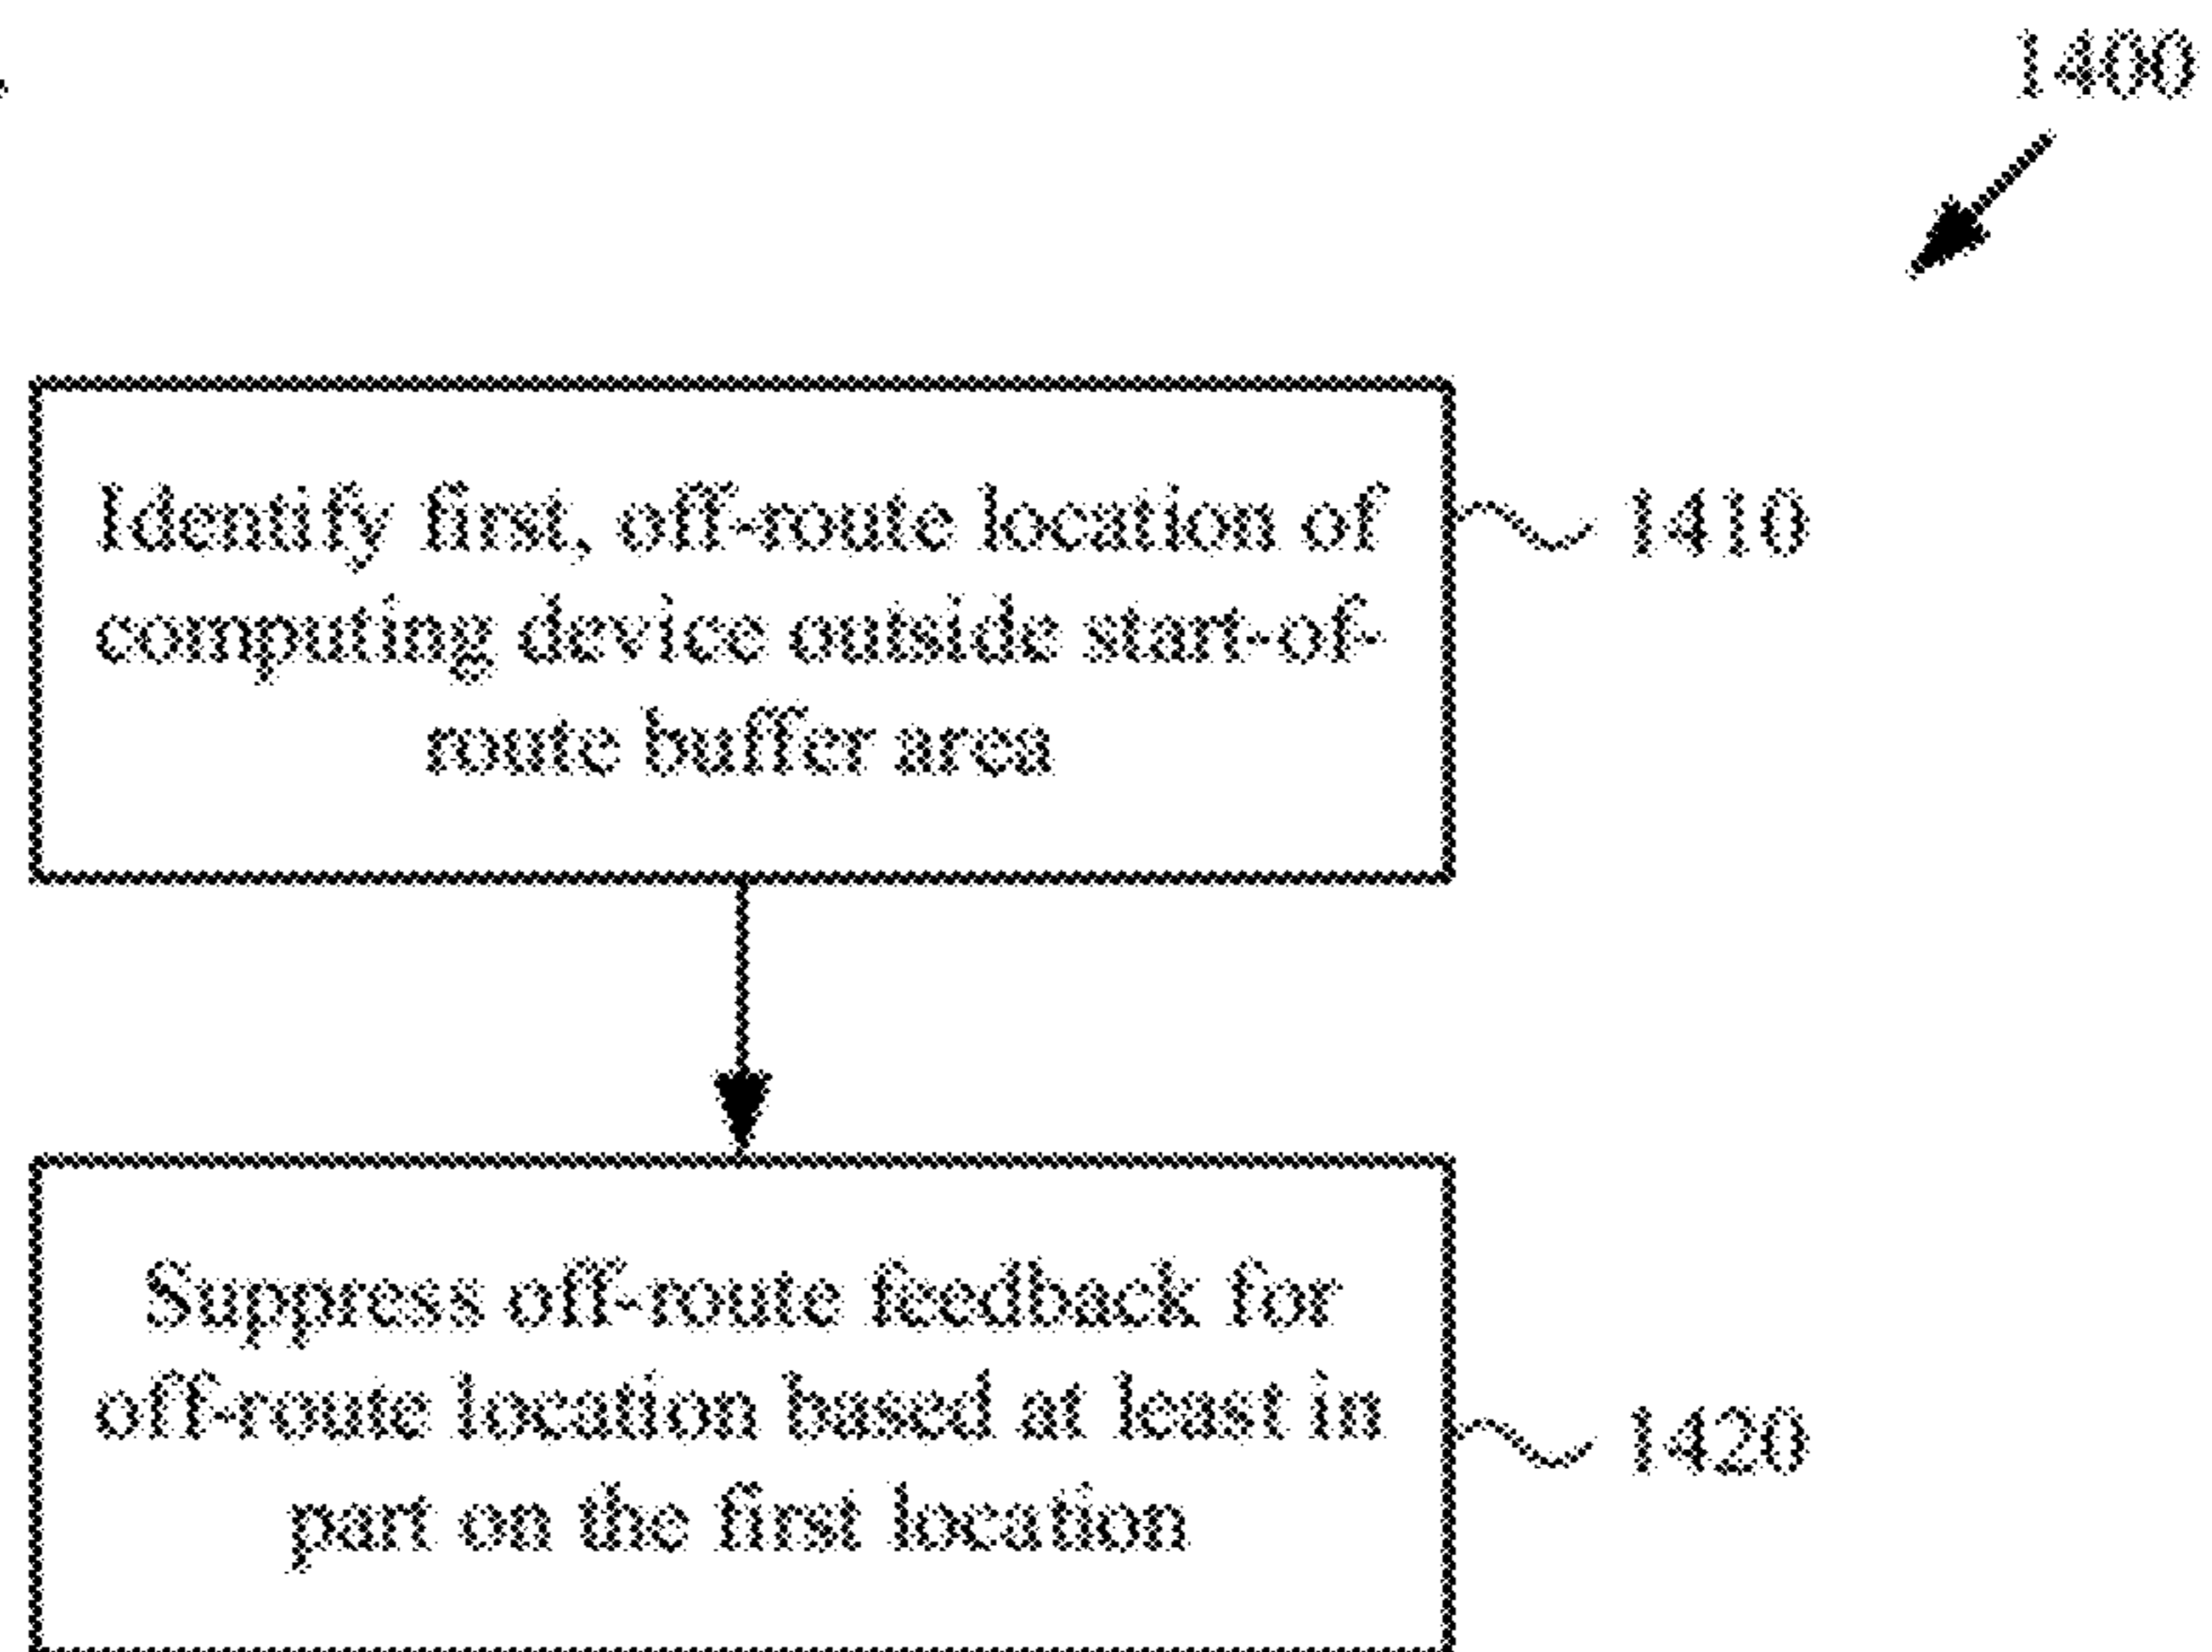 1400
Identify first, off-route location of
computing device outside start-of-
route buffer area
1410
Suppress off-route feedback for
off-route location based at least in
part on the first location
1420